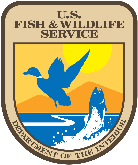 U.S.
FISH & WILDLIFE
SERVICE
DEPARTMENT OF THE INTERIOR